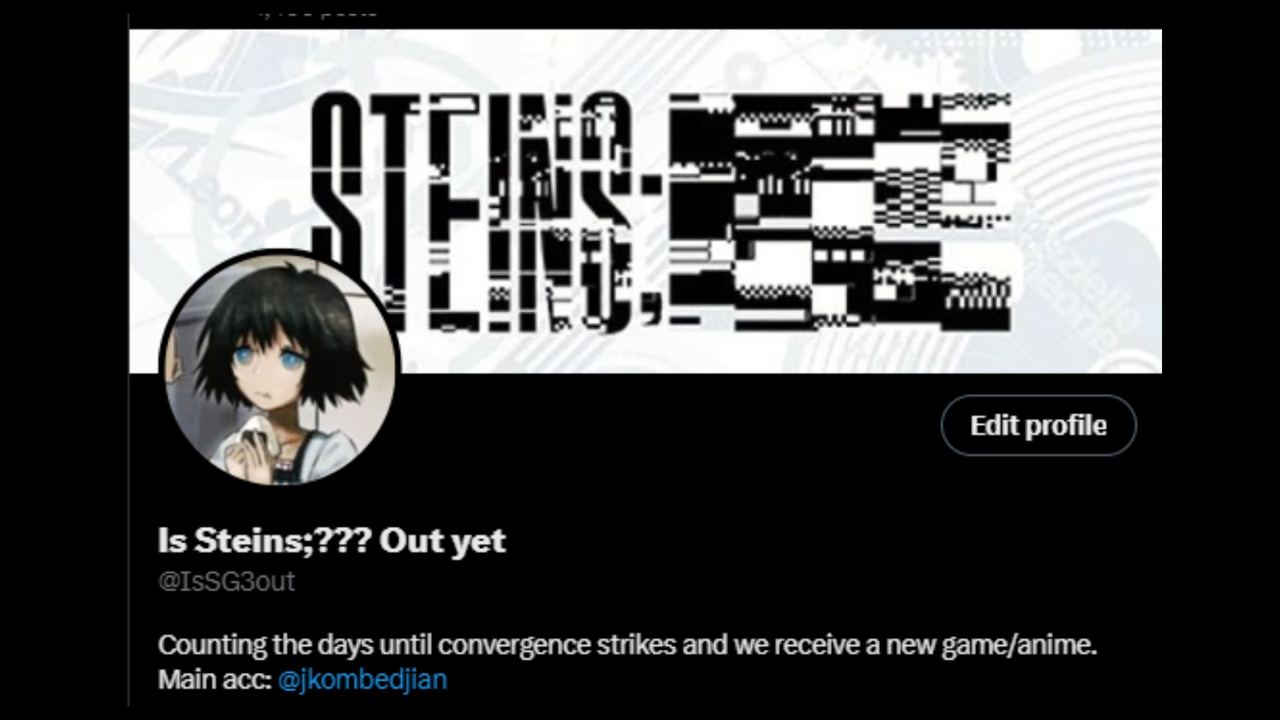 STEINS;
Edit profile
Is Steins;??? Out yet
@IsSG3out
Counting the days until convergence strikes and we receive a new game/anime.
Main acc: @jkombedjian